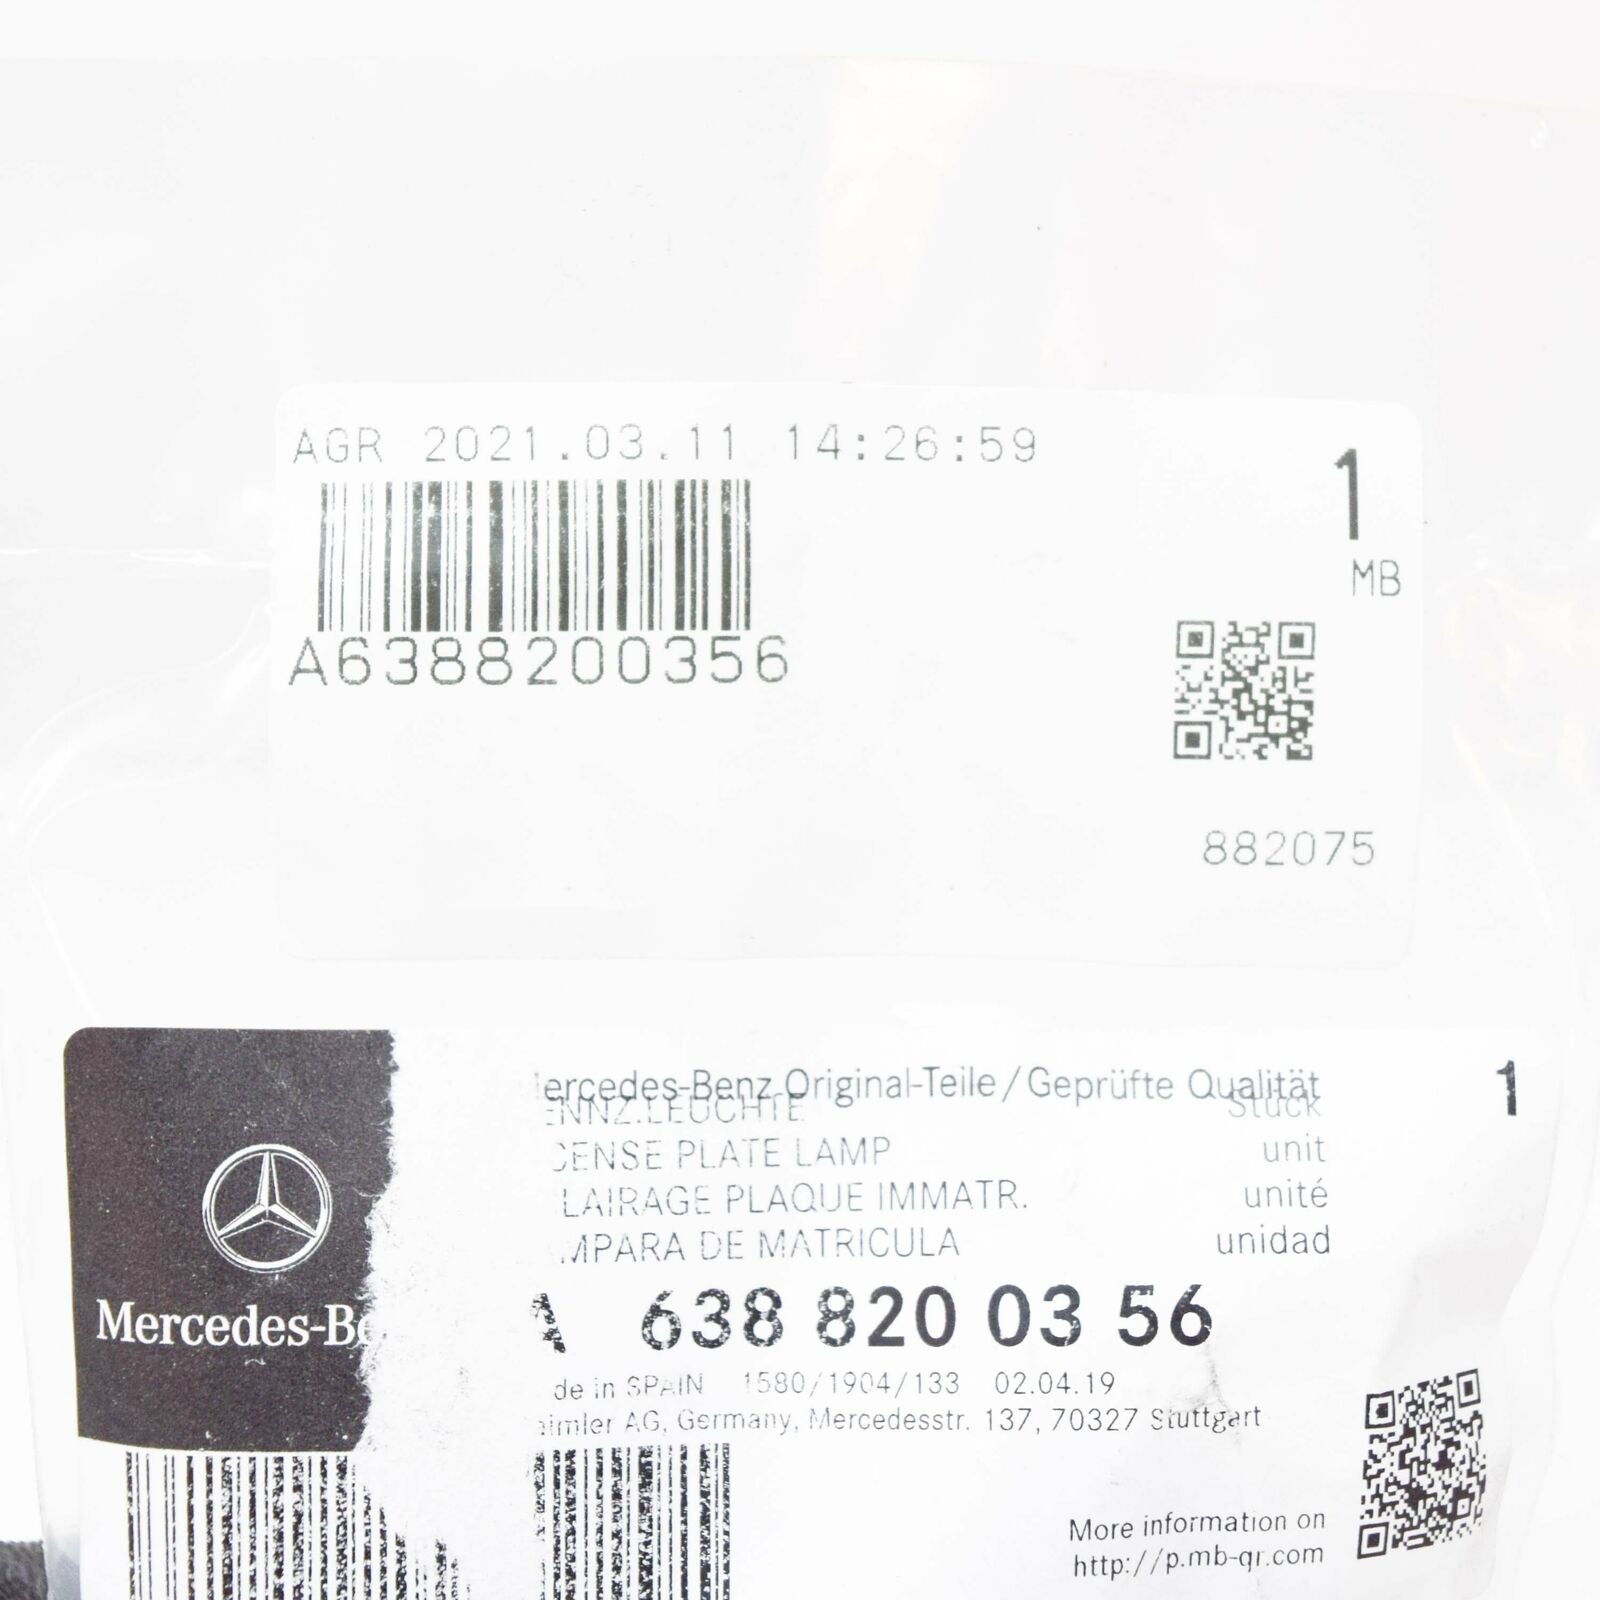 AGR 2021.03.11 14:26:59
1
MB
A6388200356
882075
Mercedes-Benz Original-Teile/Geprüfte Qualität
1
ENNZ.LEUCHTE Stück
CENSE PLATE LAMP unit
LAIRAGE PLAQUE IMMATR. unité
MPARA DE MATRICULA unidad
Mercedes-Be
A 638 820 03 56
de in SPAIN 1580/1904/133 02.04.19
aimler AG, Germany, Mercedesstr. 137, 70327 Stuttgart
More information on
http://p.mb-qr.com